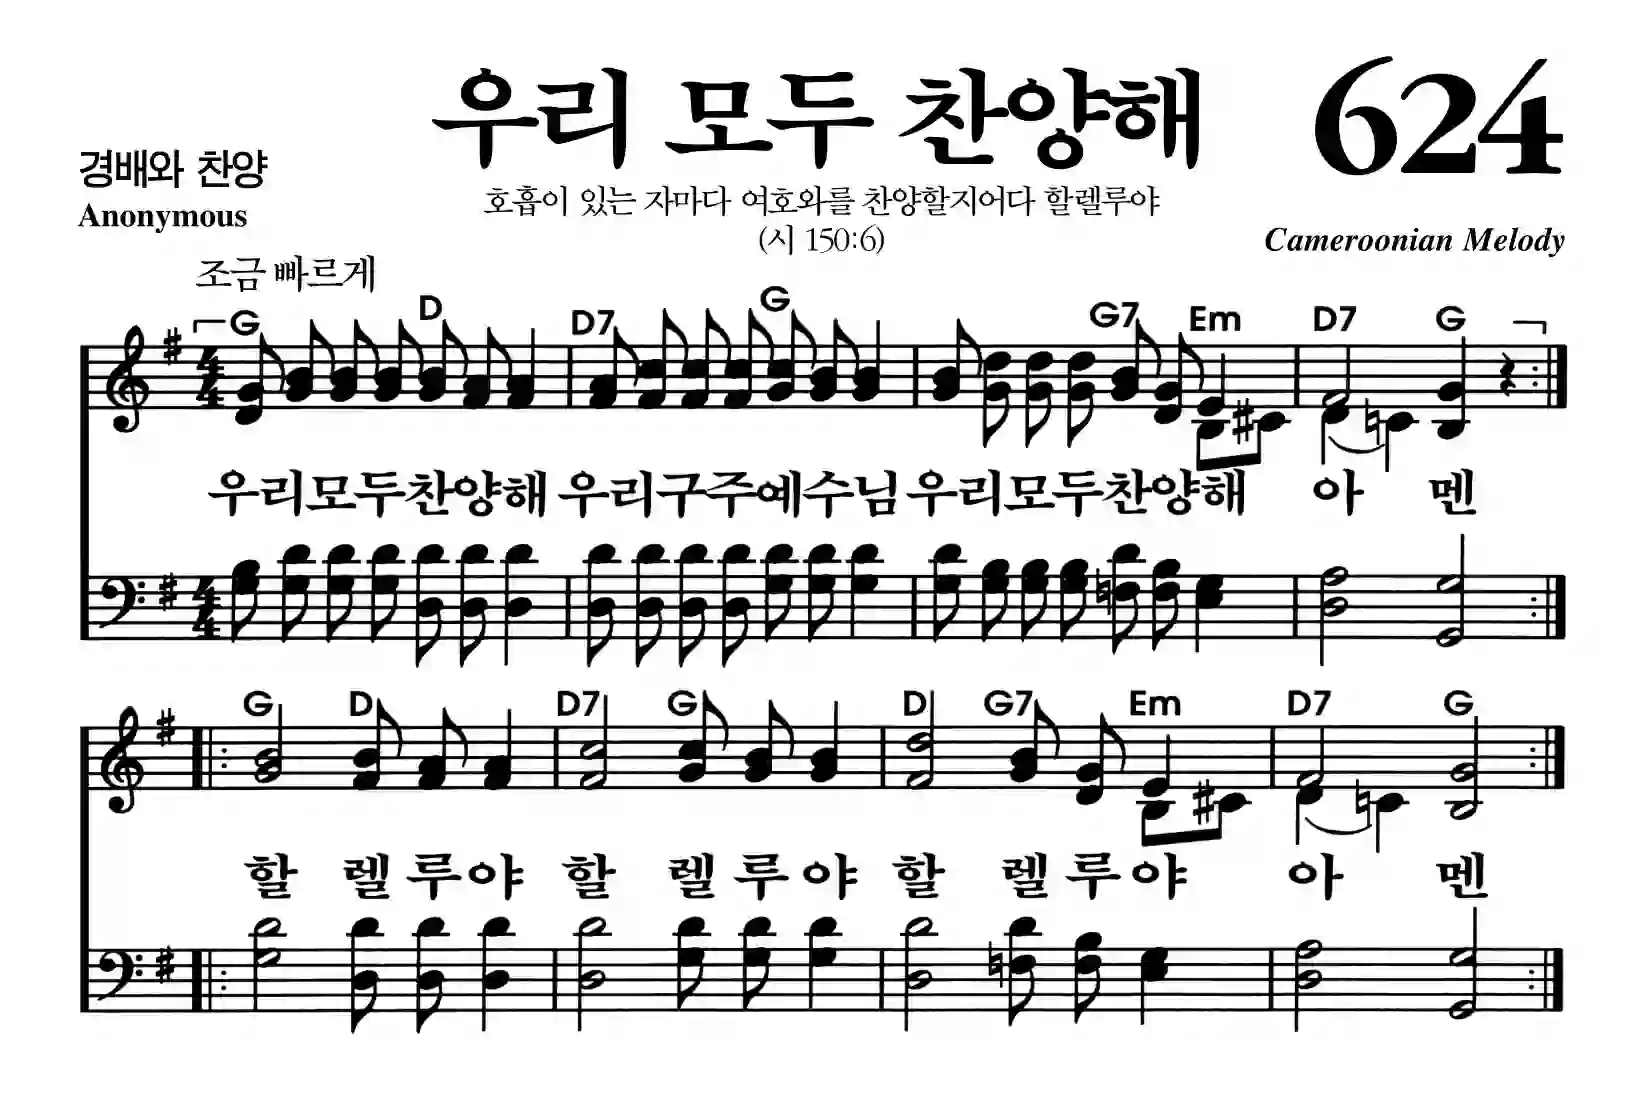 우리 모두 찬양해 624
경배와 찬양
Anonymous
호흡이 있는 자마다 여호와를 찬양할지어다 할렐루야
(시 150:6)
Cameroonian Melody
조금 빠르게
G D D7 G G7 Em D7 G
우리모두찬양해 우리구주예수님 우리모두찬양해 아 멘
G D D7 G D G7 Em D7 G
할 렐 루 야 할 렐 루 야 할 렐 루 야 아 멘